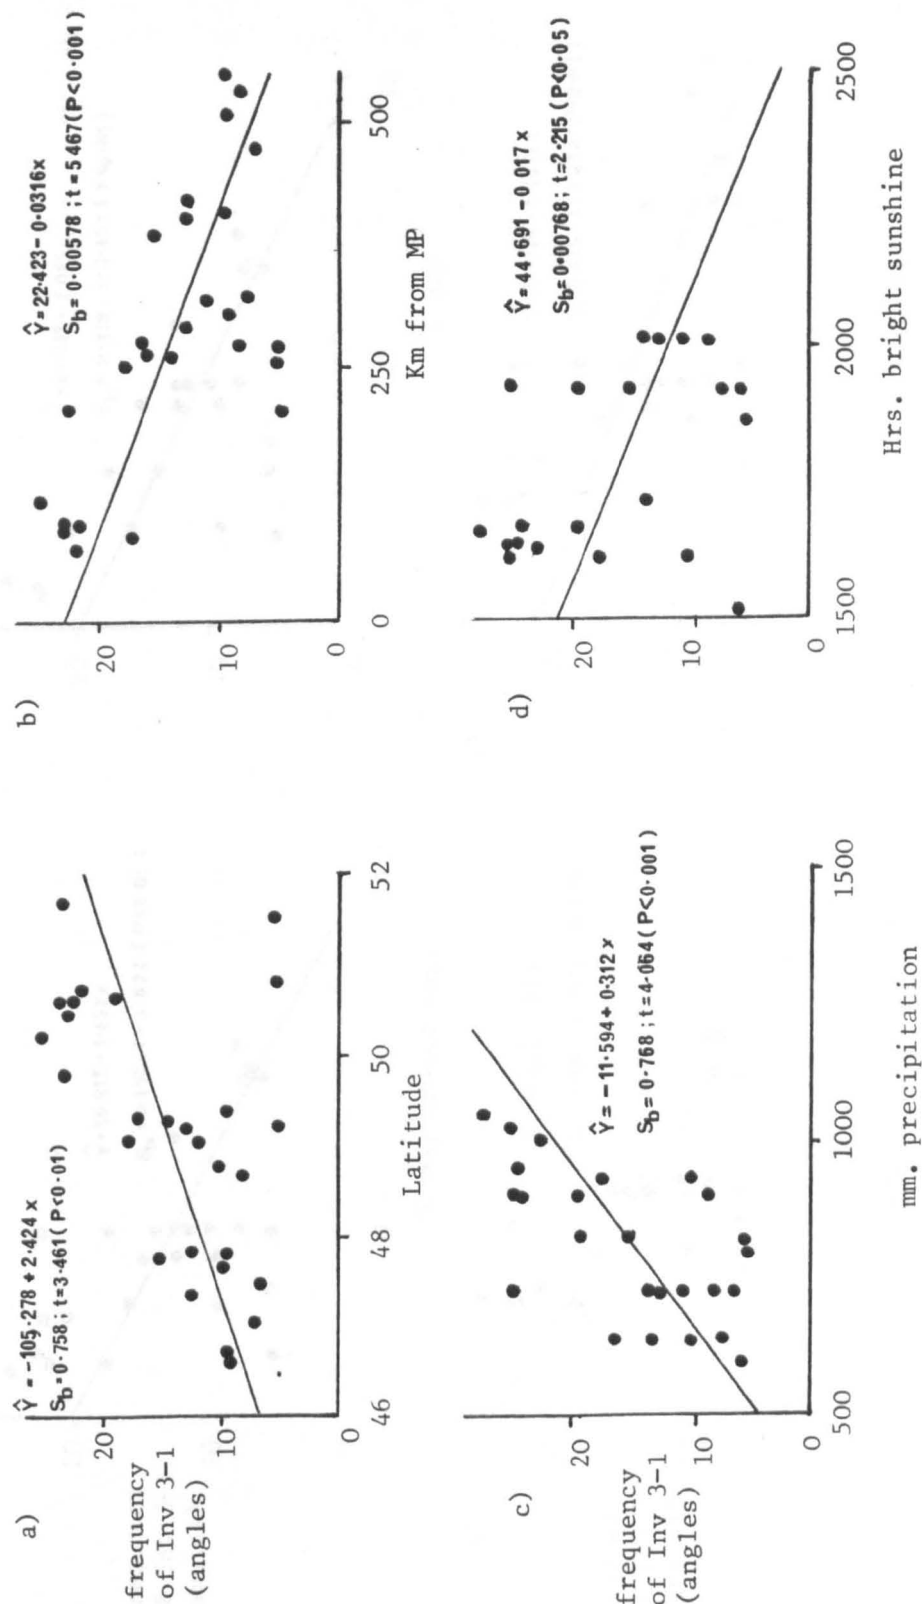 a)
Ŷ = -105·278 + 2·424 x
Sb = 0·758 ; t=3·461 ( P<0·01)
frequency
of Inv 3-1
(angles)
20
10
0
46
48
50
52
Latitude
b)
Ŷ = 22·423 - 0·0316x
Sb = 0·00578 ; t = 5 467 (P<0·001)
20
10
0
0
250
500
Km from MP
c)
Ŷ = -11·594 + 0·312 x
Sb = 0·768 ; t=4·064 ( P<0·001)
frequency
of Inv 3-1
(angles)
20
10
0
500
1000
1500
mm. precipitation
d)
Ŷ = 44·691 - 0 017 x
Sb=0·00768 ; t=2·215 ( P<0·05)
20
10
0
1500
2000
2500
Hrs. bright sunshine